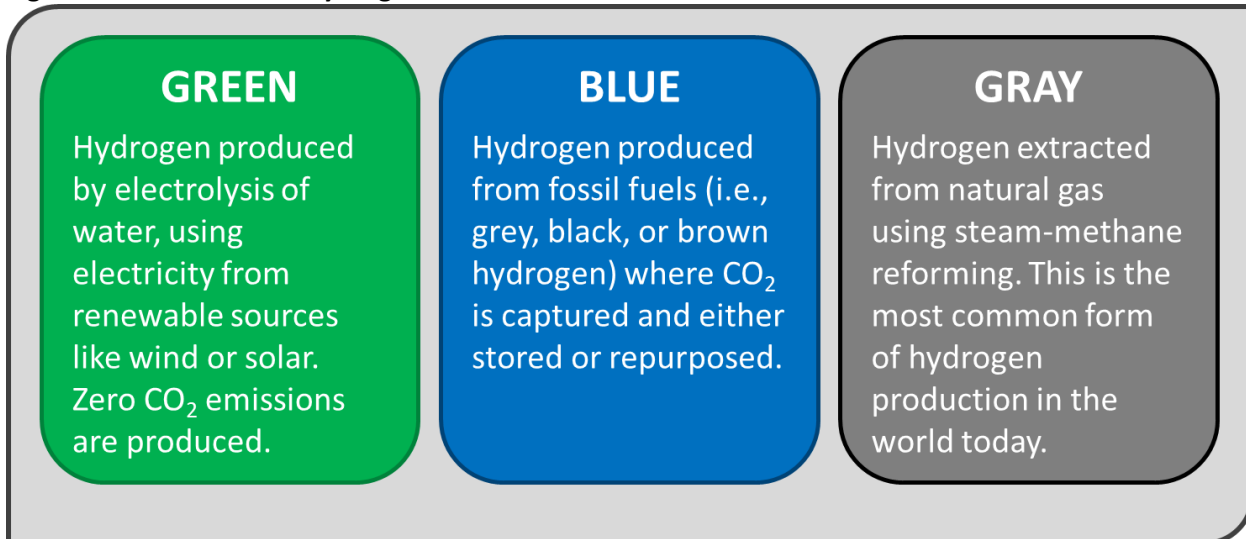 GREEN
Hydrogen produced
by electrolysis of
water, using
electricity from
renewable sources
like wind or solar.
Zero CO₂ emissions
are produced.
BLUE
Hydrogen produced
from fossil fuels (i.e.,
grey, black, or brown
hydrogen) where CO₂
is captured and either
stored or repurposed.
GRAY
Hydrogen extracted
from natural gas
using steam-methane
reforming. This is the
most common form
of hydrogen
production in the
world today.